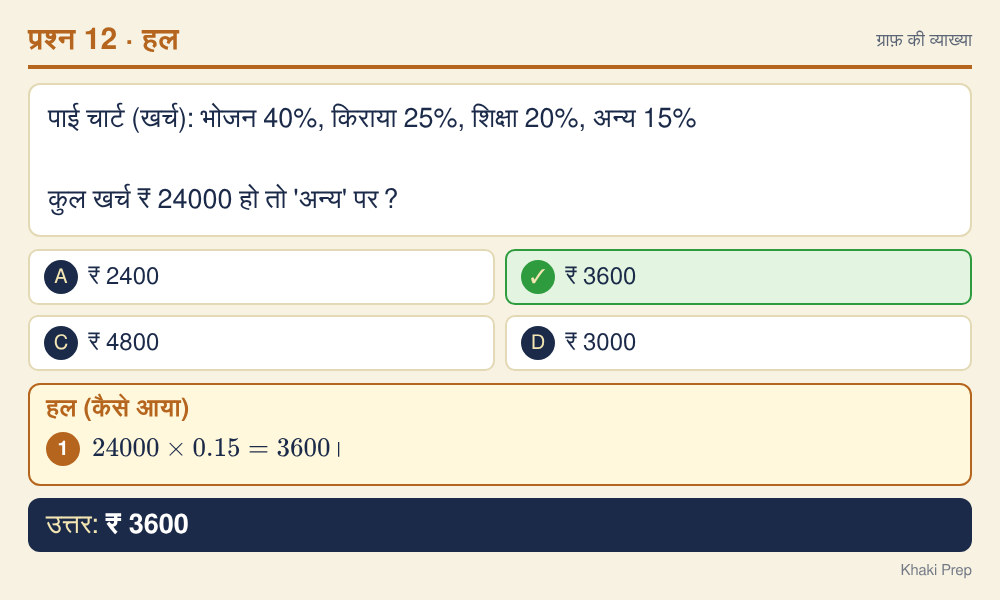 प्रश्न 12 · हल
ग्राफ़ की व्याख्या
पाई चार्ट (खर्च): भोजन 40%, किराया 25%, शिक्षा 20%, अन्य 15%
कुल खर्च ₹ 24000 हो तो 'अन्य' पर ?
A ₹ 2400
✓ ₹ 3600
C ₹ 4800
D ₹ 3000
हल (कैसे आया)
1 24000 × 0.15 = 3600।
उत्तर: ₹ 3600
Khaki Prep